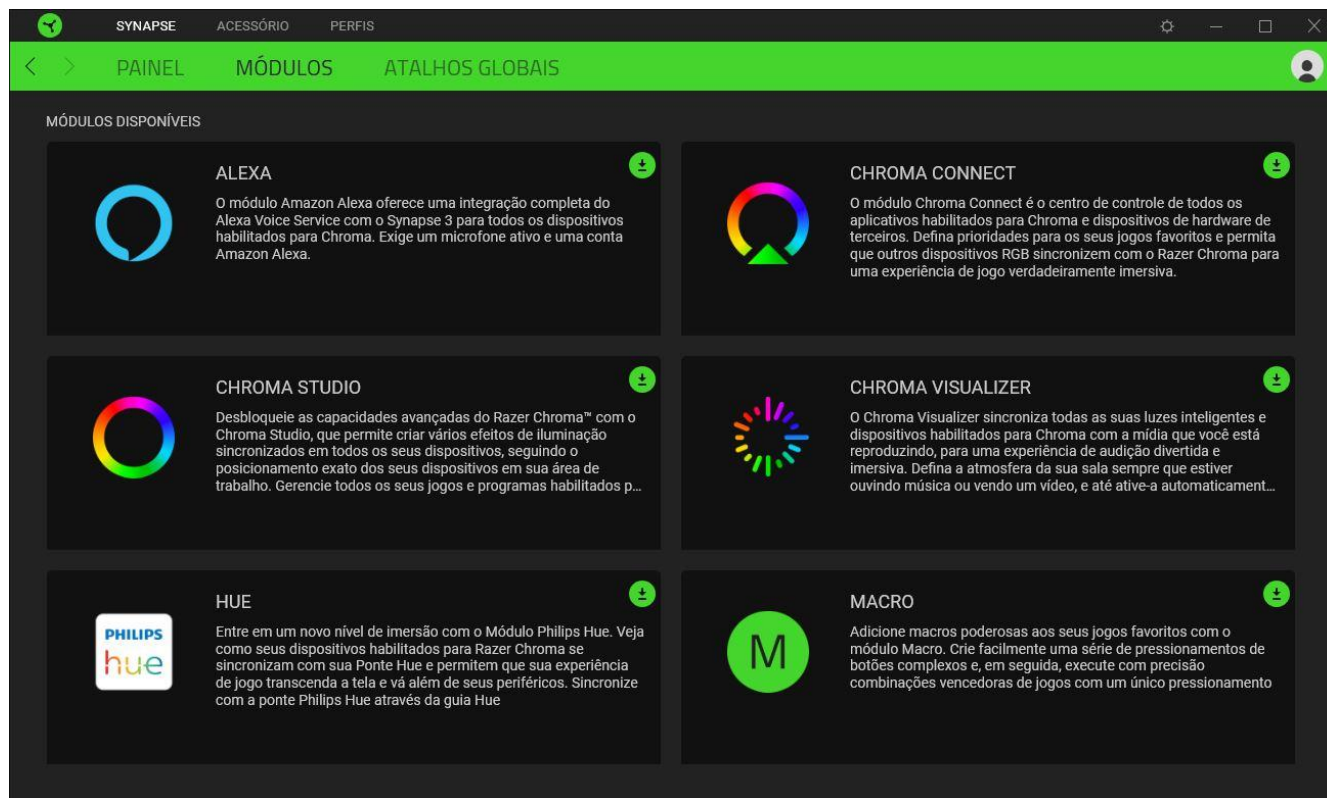 SYNAPSE ACESSÓRIO PERFIS
PAINEL MÓDULOS ATALHOS GLOBAIS
MÓDULOS DISPONÍVEIS
ALEXA
O módulo Amazon Alexa oferece uma integração completa do
Alexa Voice Service com o Synapse 3 para todos os dispositivos
habilitados para Chroma. Exige um microfone ativo e uma conta
Amazon Alexa.
CHROMA CONNECT
O módulo Chroma Connect é o centro de controle de todos os
aplicativos habilitados para Chroma e dispositivos de hardware de
terceiros. Defina prioridades para os seus jogos favoritos e permita
que outros dispositivos RGB sincronizem com o Razer Chroma para
uma experiência de jogo verdadeiramente imersiva.
CHROMA STUDIO
Desbloqueie as capacidades avançadas do Razer Chroma™ com o
Chroma Studio, que permite criar vários efeitos de iluminação
sincronizados em todos os seus dispositivos, seguindo o
posicionamento exato dos seus dispositivos em sua área de
trabalho. Gerencie todos os seus jogos e programas habilitados p...
CHROMA VISUALIZER
O Chroma Visualizer sincroniza todas as suas luzes inteligentes e
dispositivos habilitados para Chroma com a mídia que você está
reproduzindo, para uma experiência de audição divertida e
imersiva. Defina a atmosfera da sua sala sempre que estiver
ouvindo música ou vendo um vídeo, e até ative-a automaticament...
PHILIPS
hue
HUE
Entre em um novo nível de imersão com o Módulo Philips Hue. Veja
como seus dispositivos habilitados para Razer Chroma se
sincronizam com sua Ponte Hue e permitem que sua experiência
de jogo transcenda a tela e vá além de seus periféricos. Sincronize
com a ponte Philips Hue através da guia Hue
M
MACRO
Adicione macros poderosas aos seus jogos favoritos com o
módulo Macro. Crie facilmente uma série de pressionamentos de
botões complexos e, em seguida, execute com precisão
combinações vencedoras de jogos com um único pressionamento